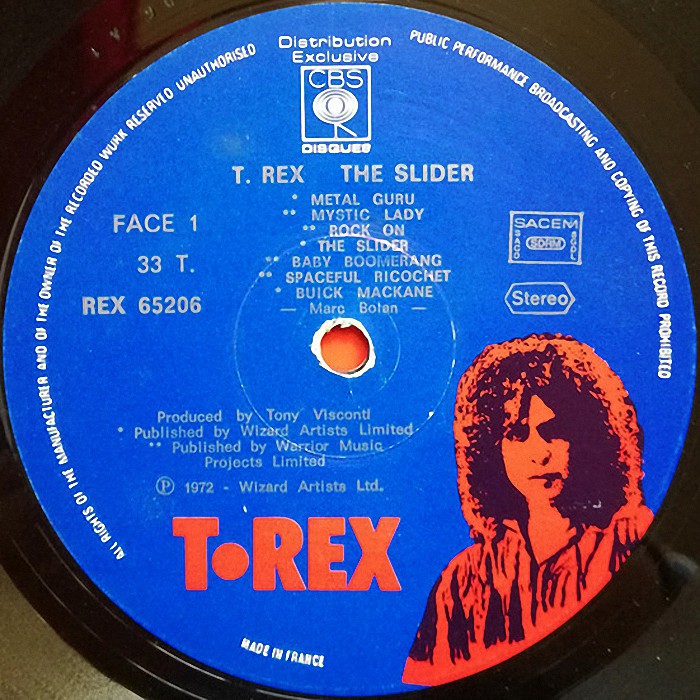 Distribution
Exclusive
CBS
DISQUES
ALL RIGHTS OF THE MANUFACTURER AND OF THE OWNER OF THE RECORDED WORK RESERVED UNAUTHORISED
PUBLIC PERFORMANCE BROADCASTING AND COPYING OF THIS RECORD PROHIBITED
T. REX THE SLIDER
* METAL GURU
** MYSTIC LADY
** ROCK ON
* THE SLIDER
** BABY BOOMERANG
** SPACEFUL RICOCHET
* BUICK MACKANE
— Marc Bolan —
FACE 1
33 T.
REX 65206
SACEM
SACD SDRM SGDL
Stereo
Produced by Tony Visconti
* Published by Wizard Artists Limited
** Published by Warrior Music
Projects Limited
Ⓟ 1972 - Wizard Artists Ltd.
T•REX
MADE IN FRANCE